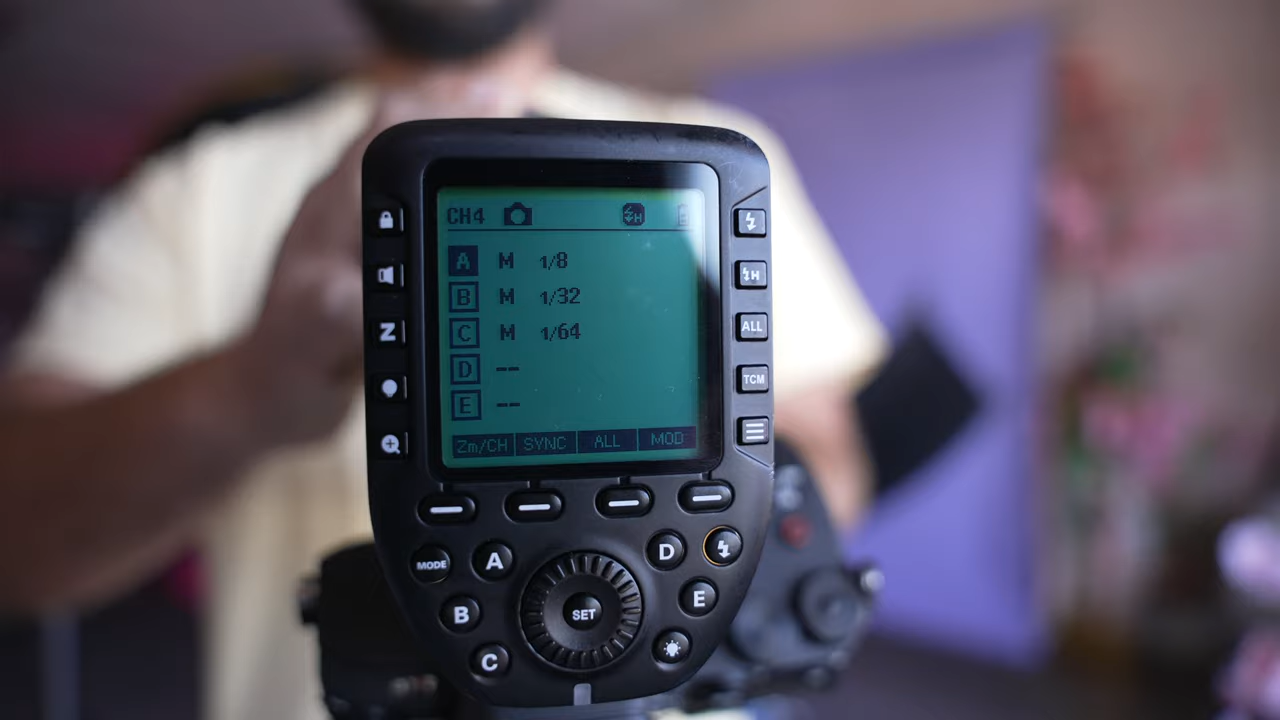 CH4 H
A M 1/8
B M 1/32
C M 1/64
D --
E --
Zm/CH SYNC ALL MOD
Z
H
ALL
TCM
MODE A D
B SET E
C